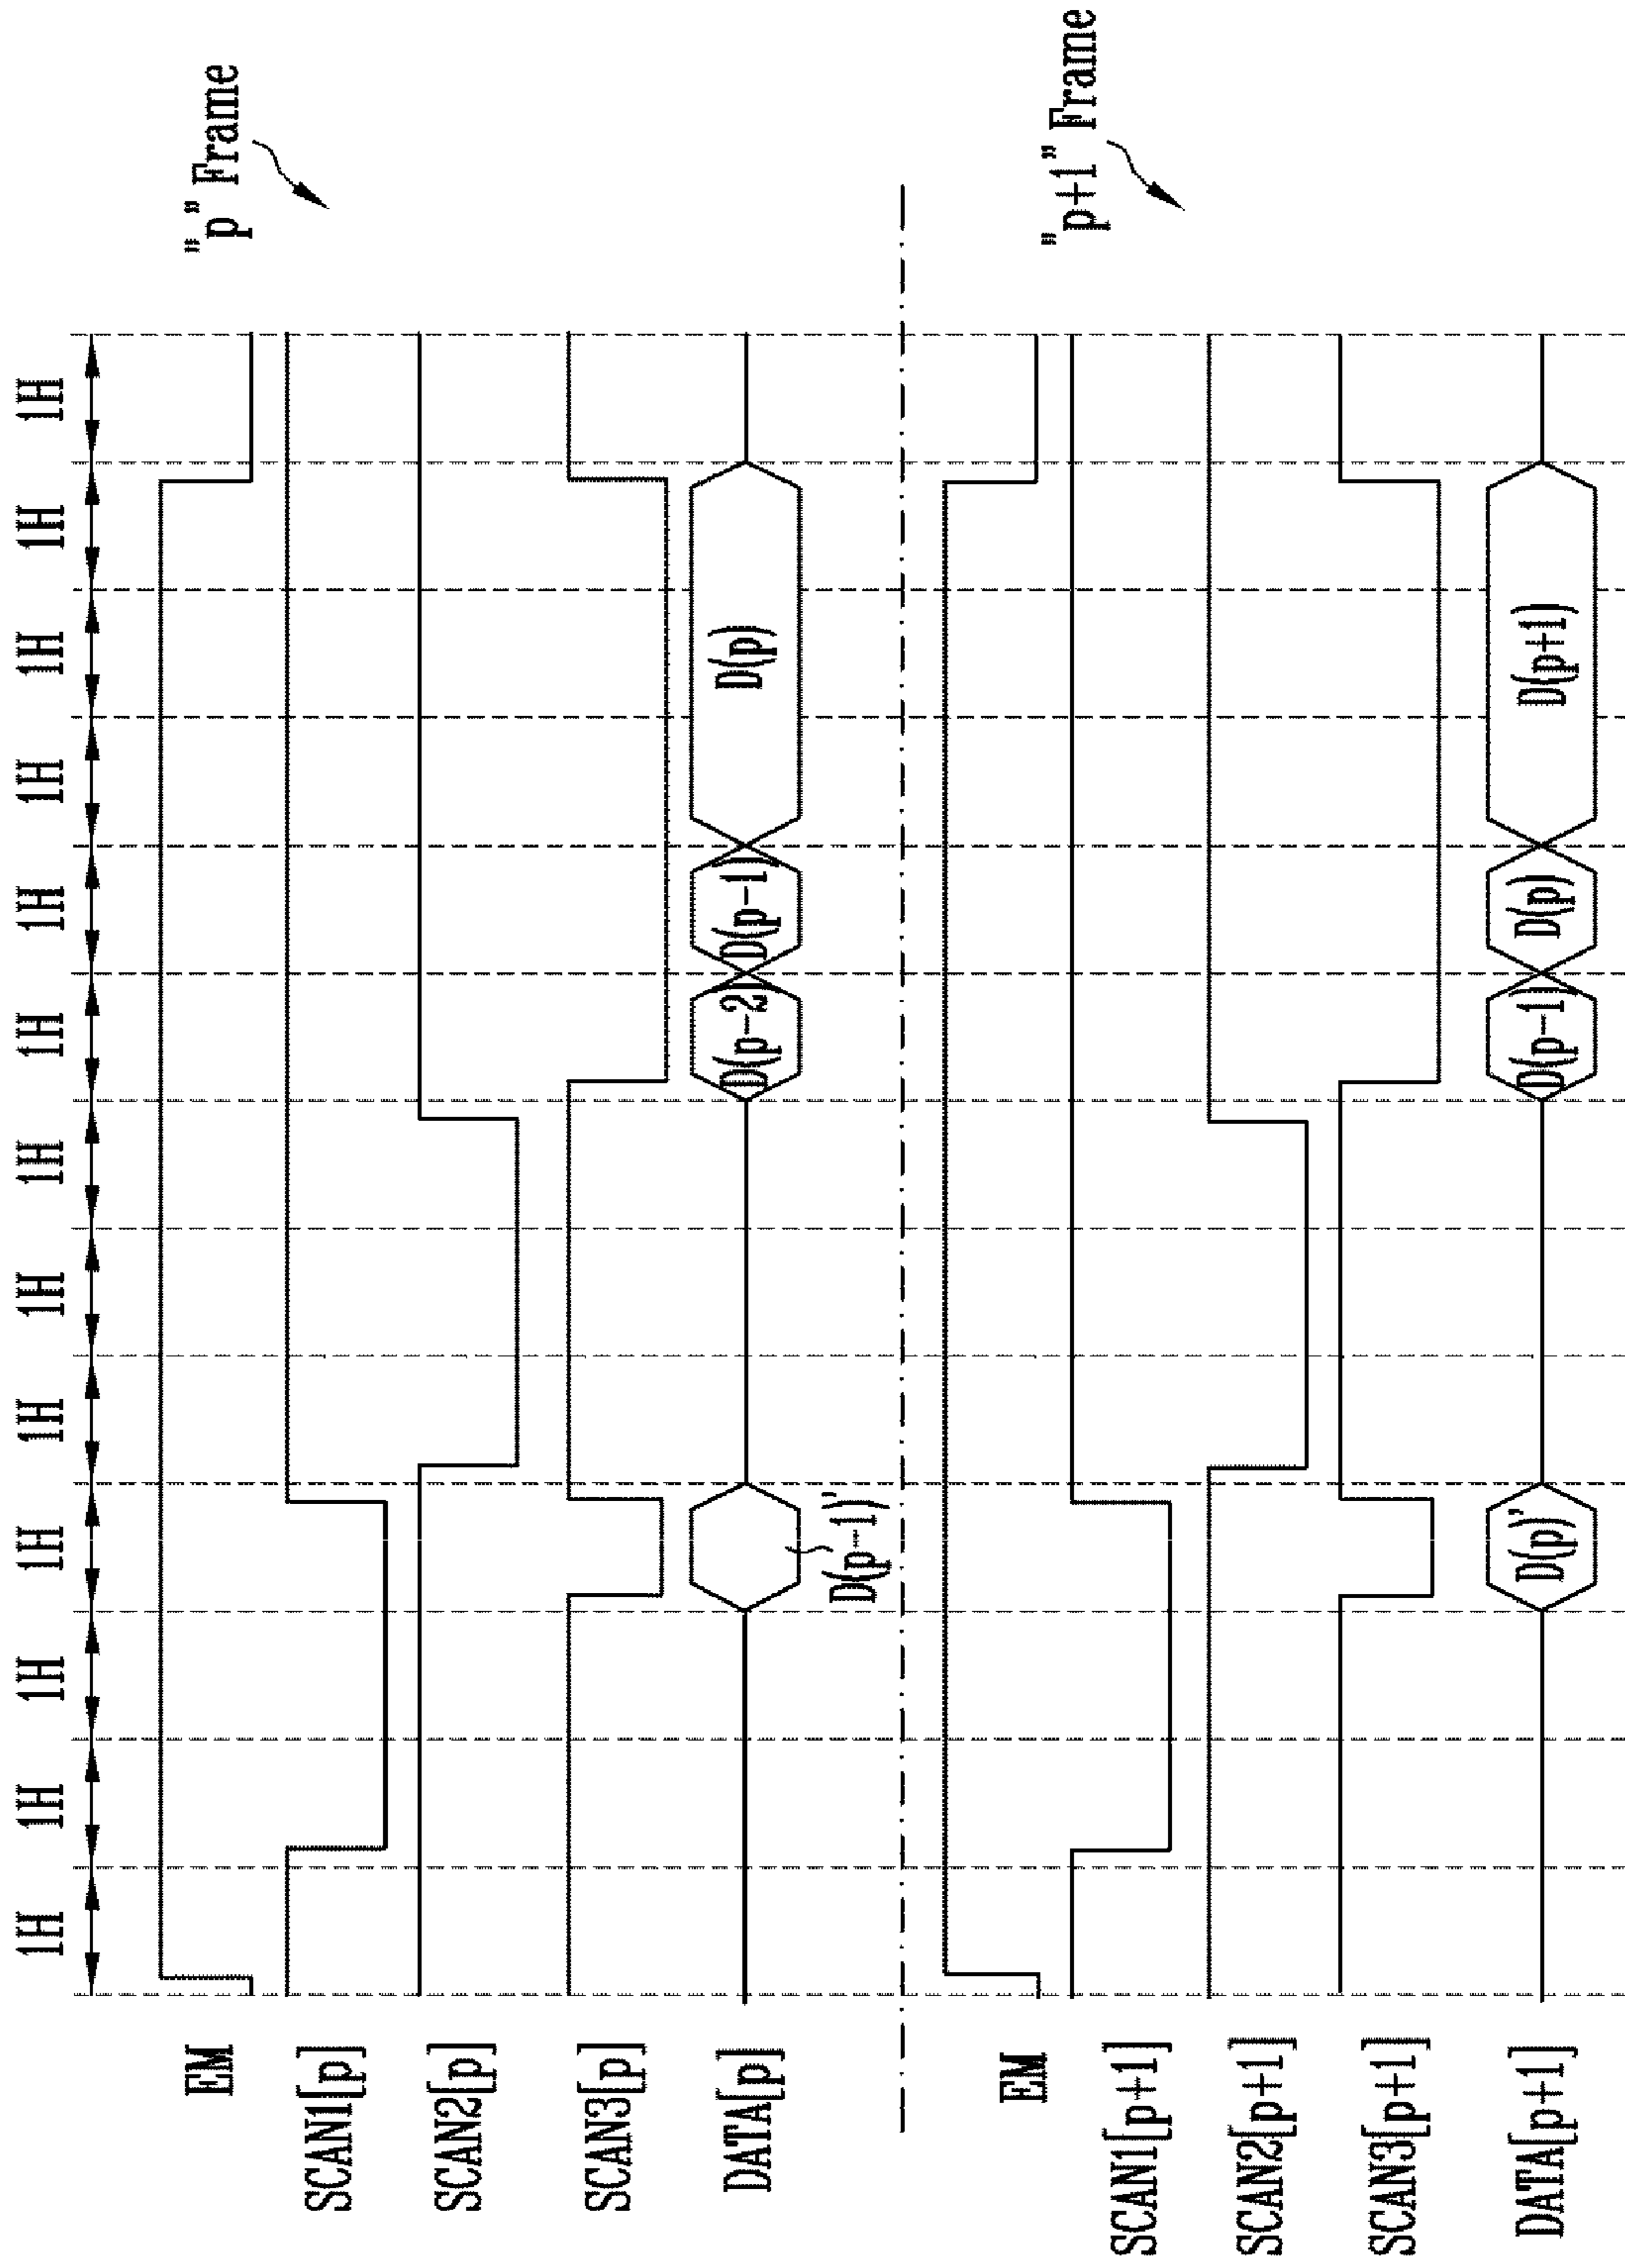 1H 1H 1H 1H 1H 1H 1H 1H 1H 1H 1H 1H 1H
"p" Frame
EM
SCAN1[p]
SCAN2[p]
SCAN3[p]
DATA[p] D(p-2) D(p-1) D(p)
D(p-1)'
"p+1" Frame
EM
SCAN1[p+1]
SCAN2[p+1]
SCAN3[p+1]
DATA[p+1] D(p)' D(p-1) D(p) D(p+1)